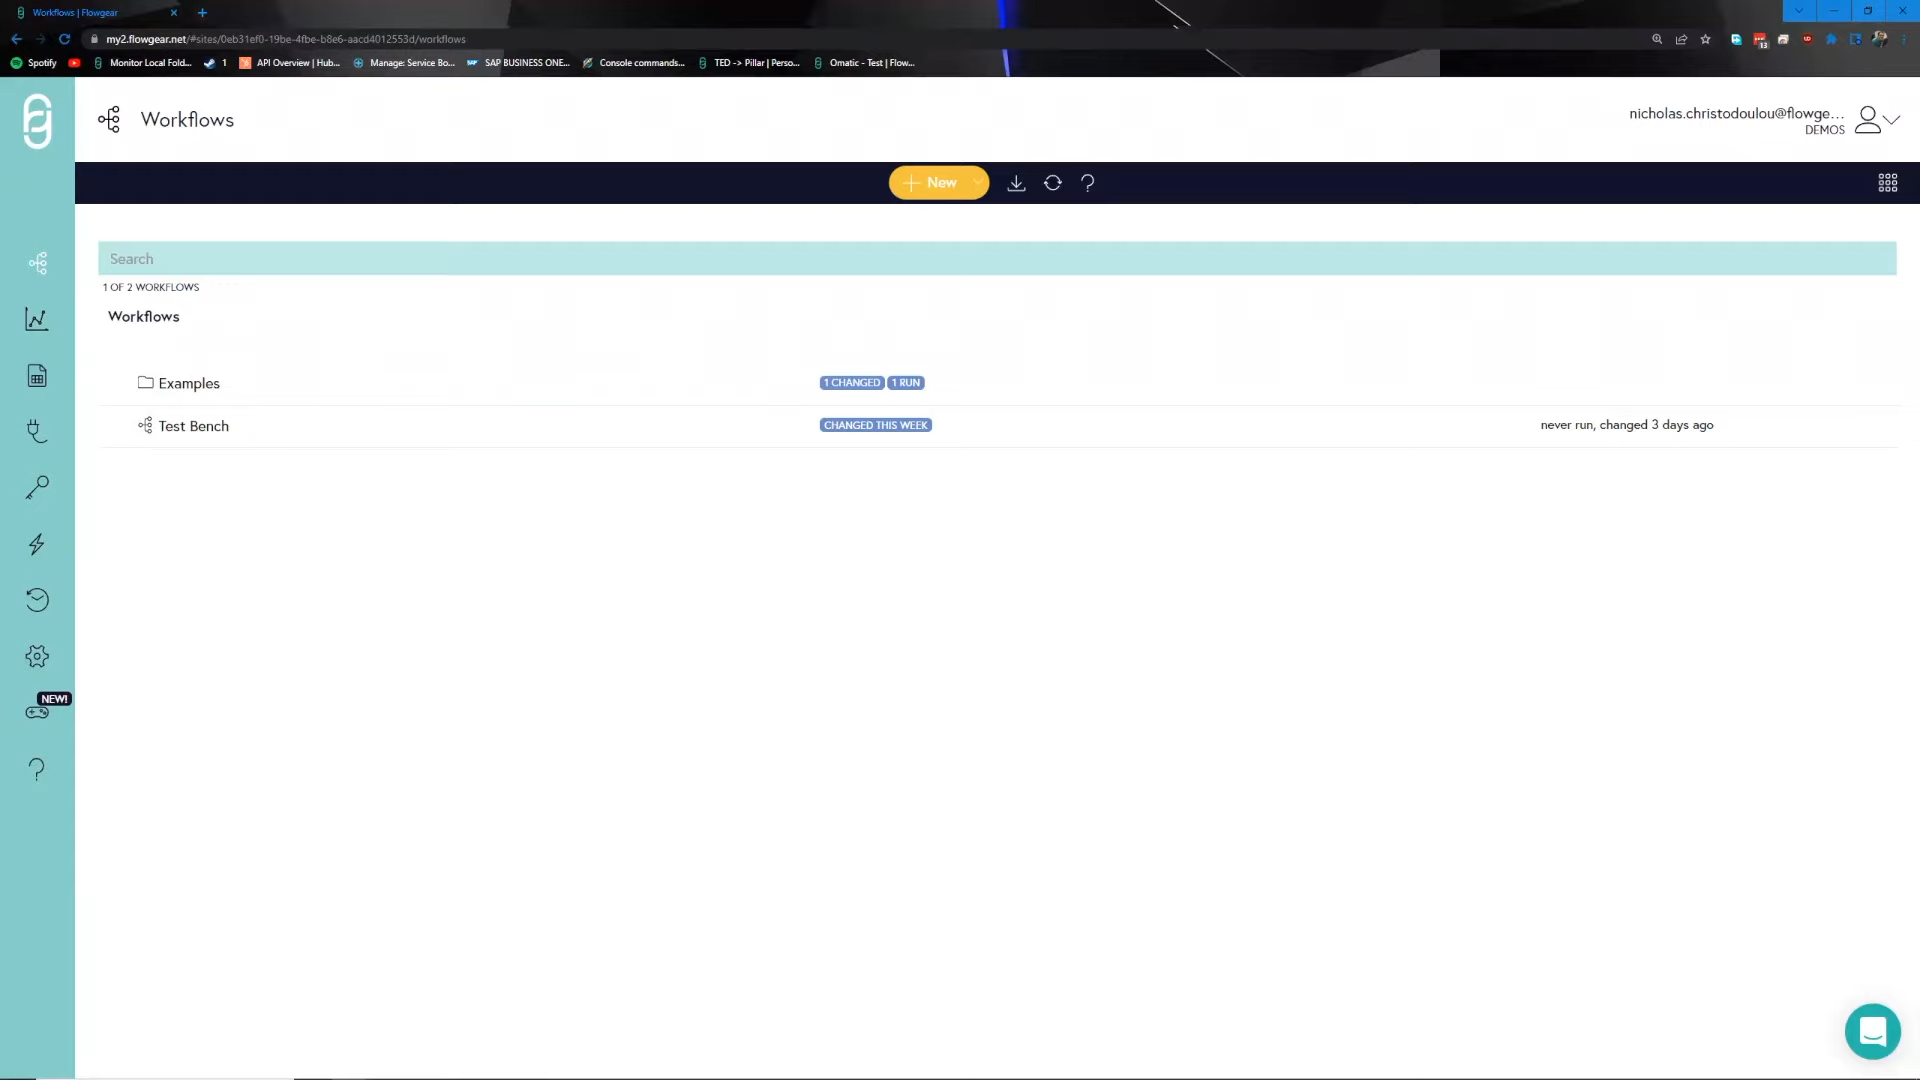 Workflows | Flowgear
my2.flowgear.net/#sites/0eb31ef0-19be-4fbe-b8e6-aacd4012553d/workflows
13
Spotify
Monitor Local Fold...
1
API Overview | Hub...
Manage: Service Bo...
SAP BUSINESS ONE...
Console commands...
TED -> Pillar | Perso...
Omatic - Test | Flow...
Workflows
nicholas.christodoulou@flowge...
DEMOS
New
Search
1 OF 2 WORKFLOWS
Workflows
Examples
1 CHANGED
1 RUN
Test Bench
CHANGED THIS WEEK
never run, changed 3 days ago
NEW!